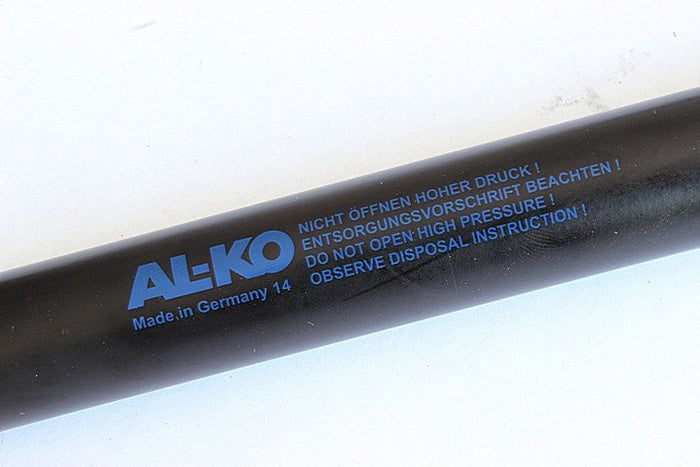 AL-KO
Made in Germany 14
NICHT ÖFFNEN HOHER DRUCK !
ENTSORGUNGSVORSCHRIFT BEACHTEN !
DO NOT OPEN HIGH PRESSURE !
OBSERVE DISPOSAL INSTRUCTION !